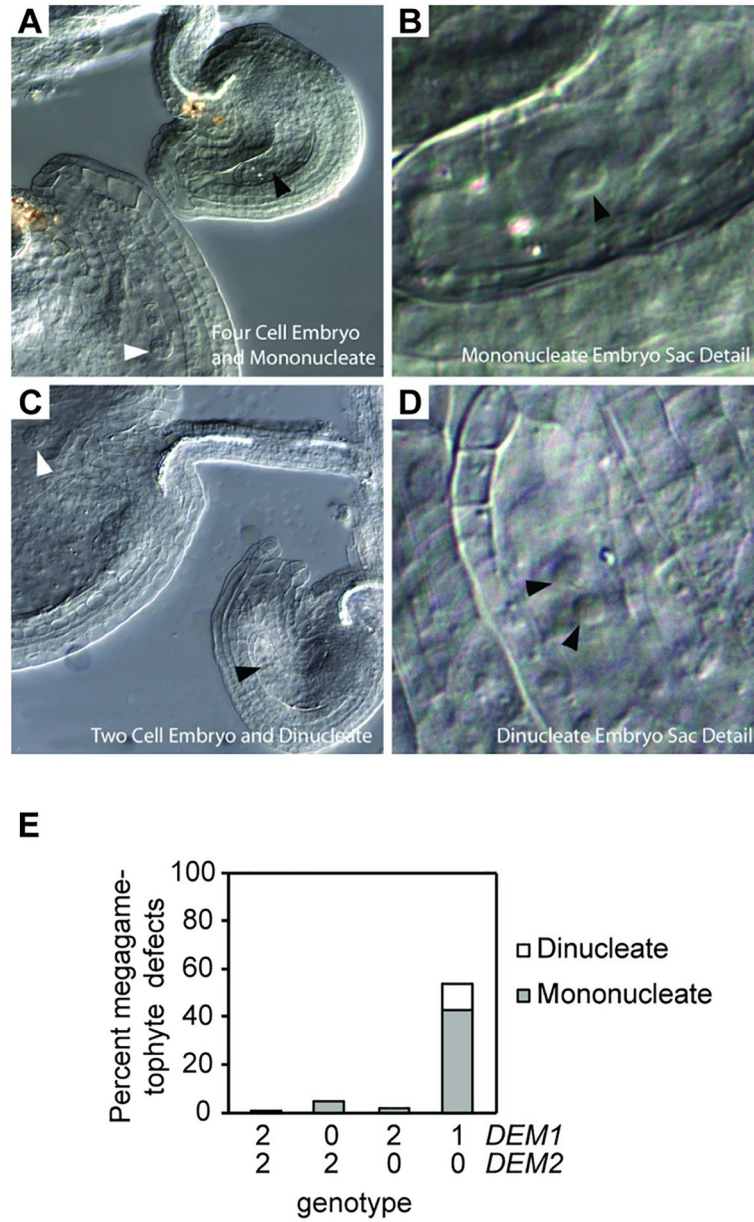 A
B
Four Cell Embryo
and Mononucleate
Mononucleate Embryo Sac Detail
C
D
Two Cell Embryo and Dinucleate
Dinucleate Embryo Sac Detail
E
Percent megagame-
tophyte defects
100
80
60
40
20
0
Dinucleate
Mononucleate
2 0 2 1 DEM1
2 2 0 0 DEM2
genotype